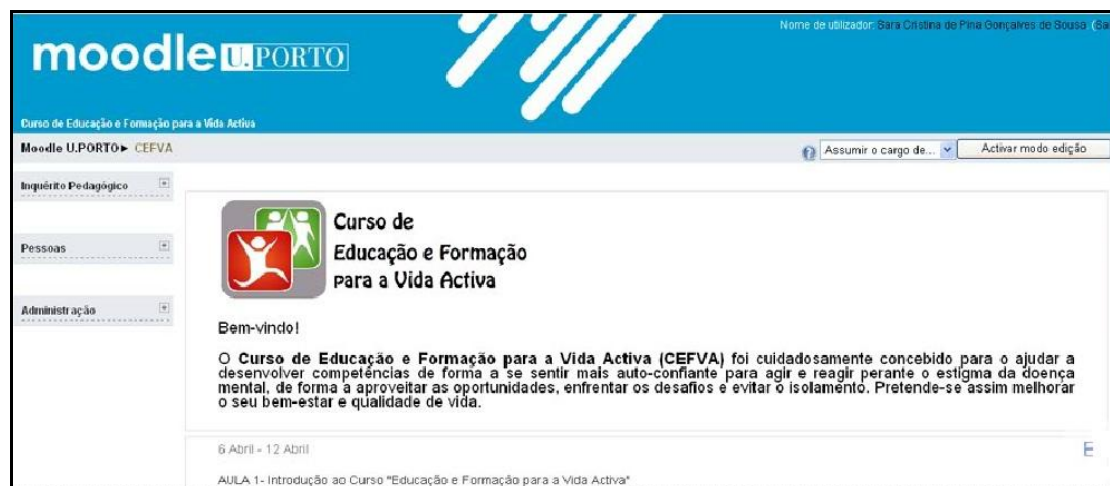 Nome de utilizador: Sara Cristina de Pina Gonçalves de Sousa (Sa
moodle U.PORTO
Curso de Educação e Formação para a Vida Activa
Moodle U.PORTO► CEFVA
Assumir o cargo de...
Activar modo edição
Inquérito Pedagógico
Pessoas
Administração
Curso de
Educação e Formação
para a Vida Activa
Bem-vindo!
O Curso de Educação e Formação para a Vida Activa (CEFVA) foi cuidadosamente concebido para o ajudar a
desenvolver competências de forma a se sentir mais auto-confiante para agir e reagir perante o estigma da doença
mental, de forma a aproveitar as oportunidades, enfrentar os desafios e evitar o isolamento. Pretende-se assim melhorar
o seu bem-estar e qualidade de vida.
6 Abril - 12 Abril
AULA 1- Introdução ao Curso "Educação e Formação para a Vida Activa"